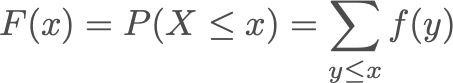 F(x) = P(X ≤ x) = ∑_{y≤x} f(y)